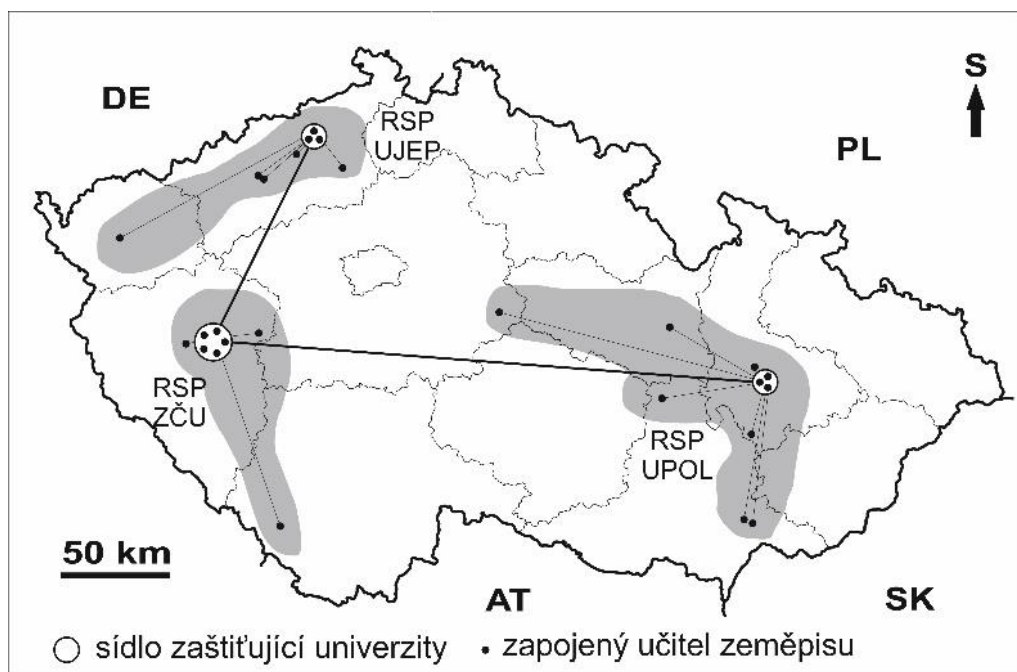 DE
S
RSP
UJEP
PL
RSP
ZČU
RSP
UPOL
50 km
AT
SK
sídlo zaštiťující univerzity
zapojený učitel zeměpisu